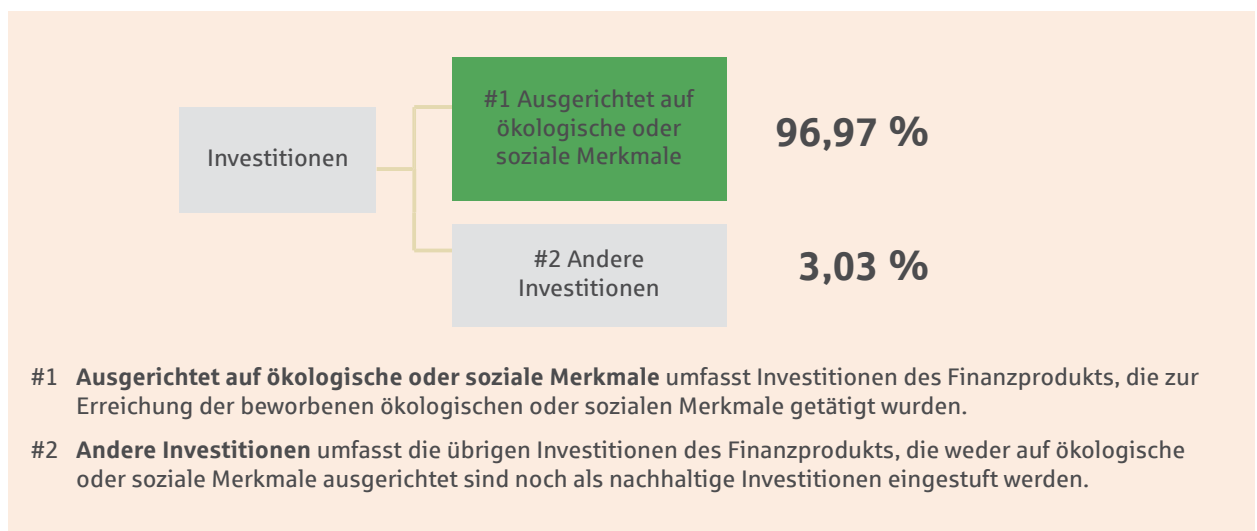 Investitionen
#1 Ausgerichtet auf
ökologische oder
soziale Merkmale
96,97 %
#2 Andere
Investitionen
3,03 %
#1 Ausgerichtet auf ökologische oder soziale Merkmale umfasst Investitionen des Finanzprodukts, die zur
Erreichung der beworbenen ökologischen oder sozialen Merkmale getätigt wurden.
#2 Andere Investitionen umfasst die übrigen Investitionen des Finanzprodukts, die weder auf ökologische
oder soziale Merkmale ausgerichtet sind noch als nachhaltige Investitionen eingestuft werden.